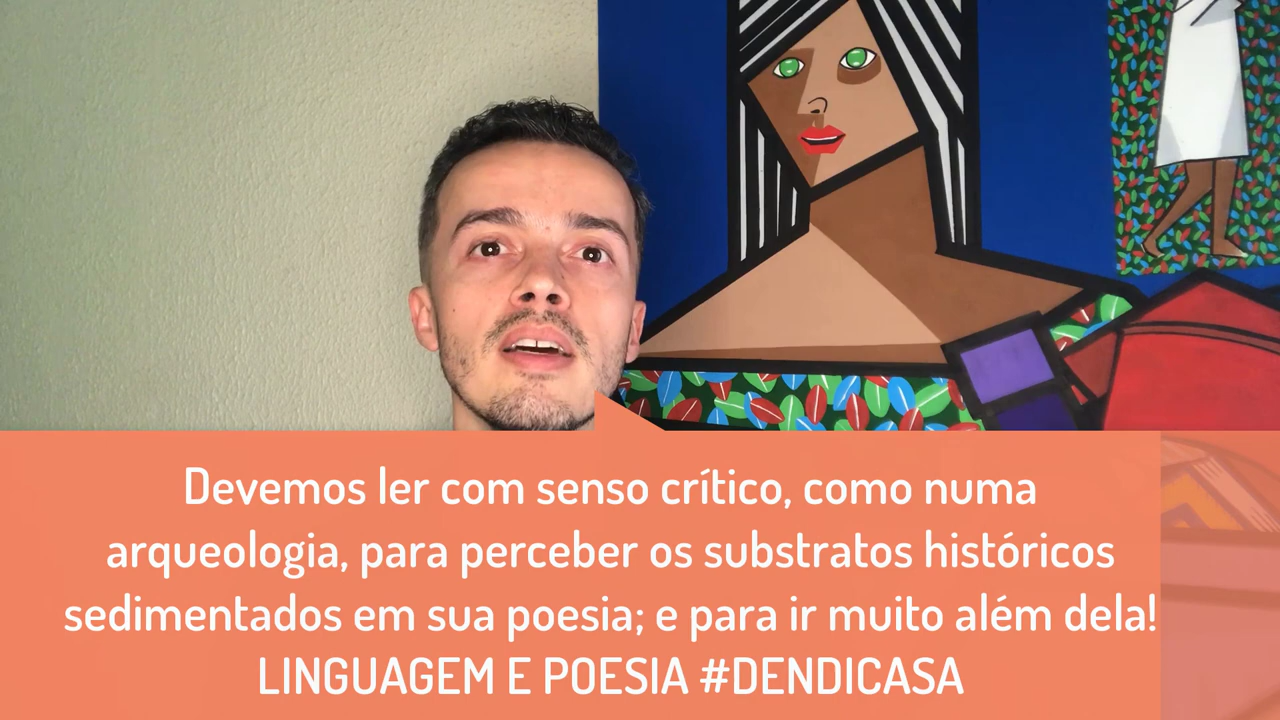 Devemos ler com senso crítico, como numa
arqueologia, para perceber os substratos históricos
sedimentados em sua poesia; e para ir muito além dela!
LINGUAGEM E POESIA #DENDICASA